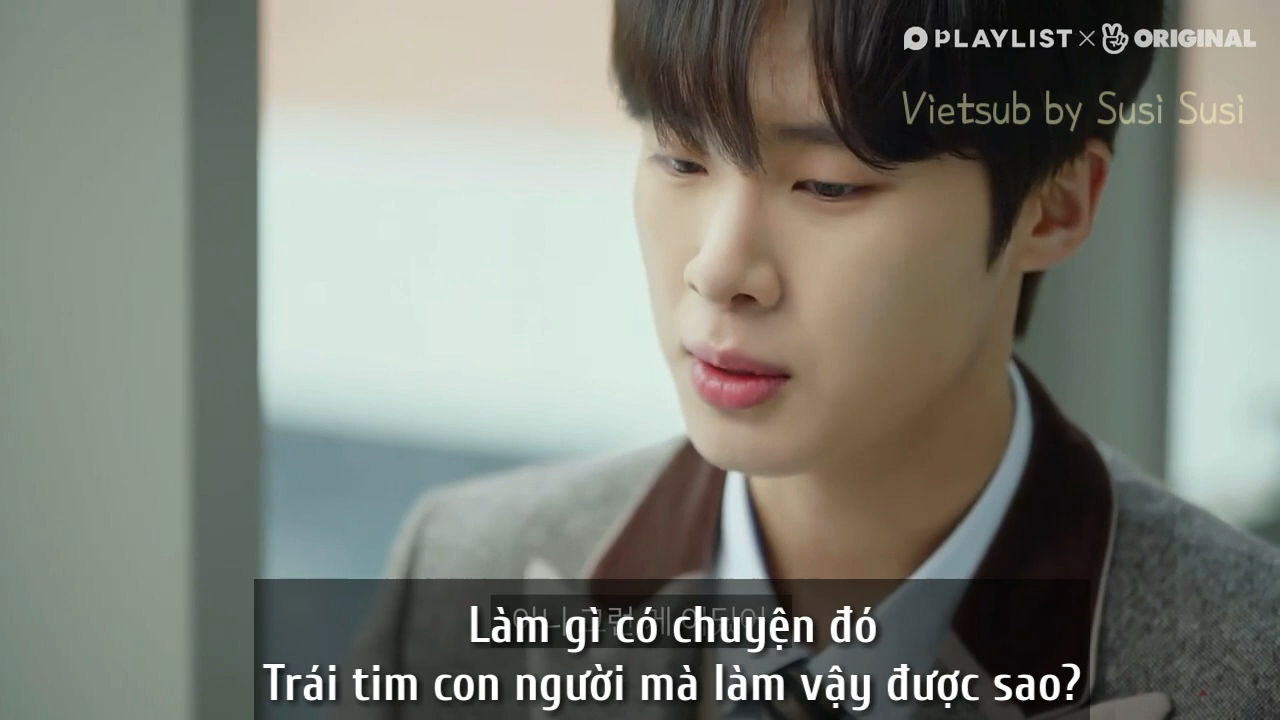 PLAYLIST × ORIGINAL
Vietsub by Susi Susi
Làm gì có chuyện đó
Trái tim con người mà làm vậy được sao?